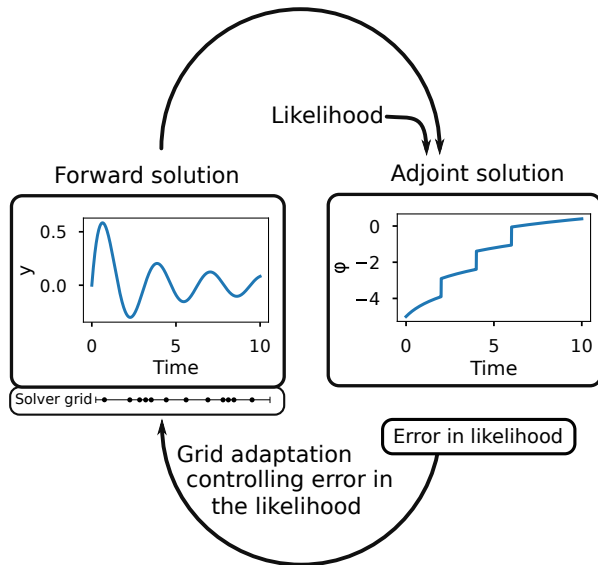 Likelihood
Forward solution
Adjoint solution
0.5
0.0
y
0 5 10
Time
0
−2
−4
φ
0 5 10
Time
Solver grid
Error in likelihood
Grid adaptation
controlling error in
the likelihood